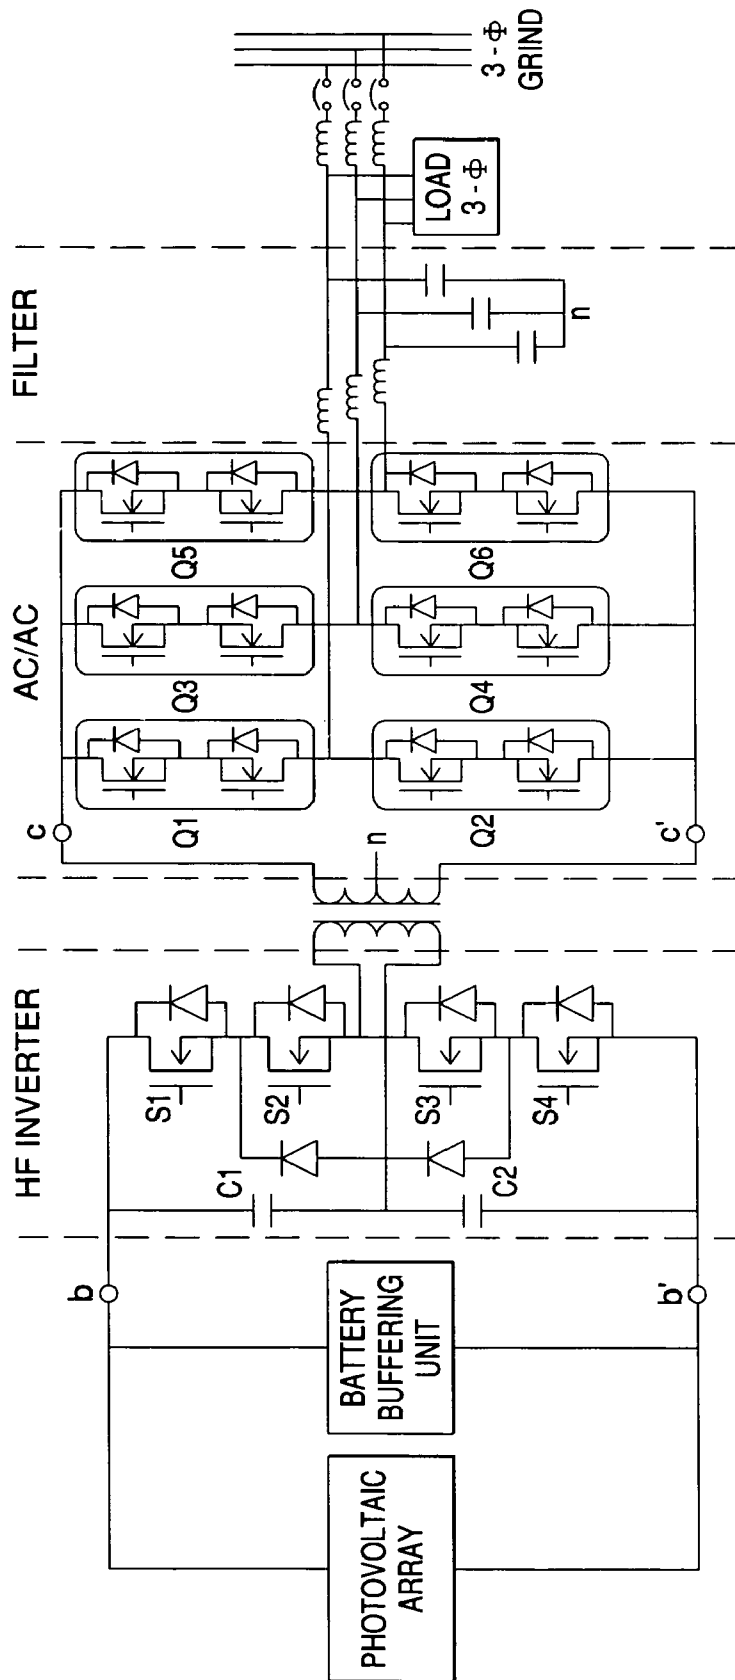 HF INVERTER
AC/AC
FILTER
b
b'
PHOTOVOLTAIC
ARRAY
BATTERY
BUFFERING
UNIT
C1
C2
S1
S2
S3
S4
c
c'
n
Q1
Q3
Q5
Q2
Q4
Q6
n
LOAD
3-Φ
3-Φ
GRIND